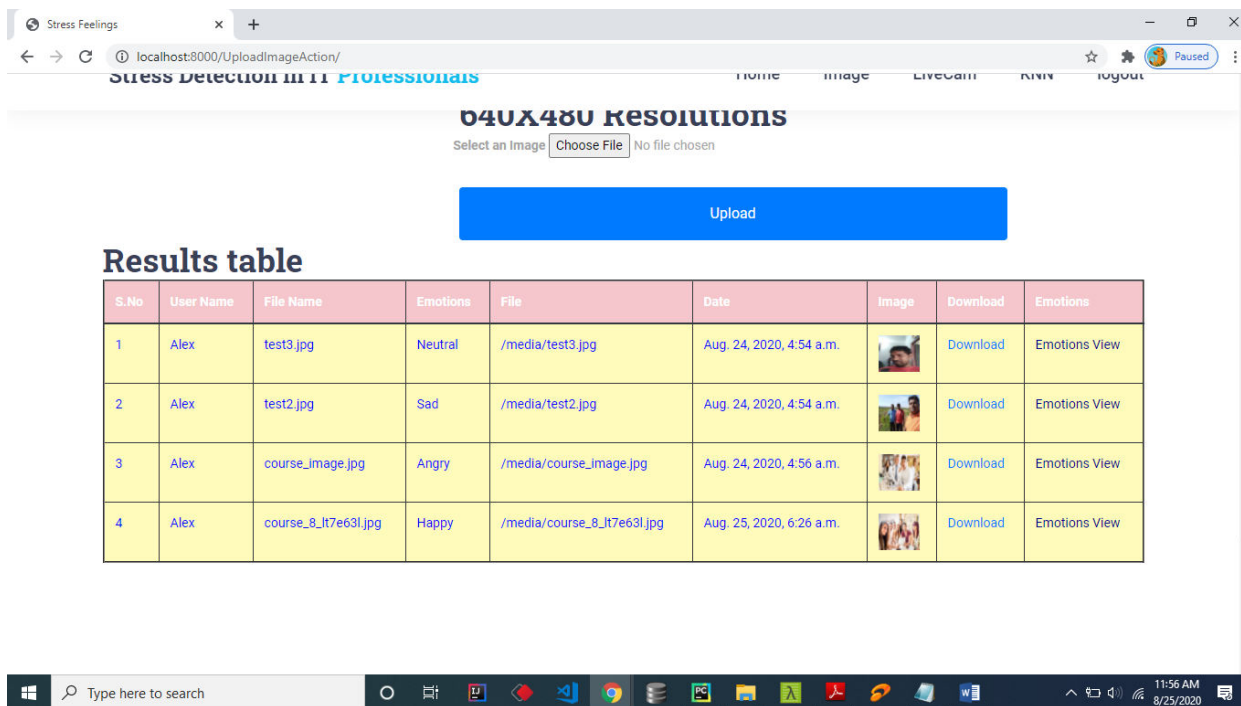 Stress Feelings
localhost:8000/UploadImageAction/
Paused
Stress Detection in IT Professionals Home Image LiveCam KNN logout
640X480 Resolutions
Select an Image Choose File No file chosen
Upload
Results table
S.No User Name File Name Emotions File Date Image Download Emotions
1 Alex test3.jpg Neutral /media/test3.jpg Aug. 24, 2020, 4:54 a.m. Download Emotions View
2 Alex test2.jpg Sad /media/test2.jpg Aug. 24, 2020, 4:54 a.m. Download Emotions View
3 Alex course_image.jpg Angry /media/course_image.jpg Aug. 24, 2020, 4:56 a.m. Download Emotions View
4 Alex course_8_lt7e63l.jpg Happy /media/course_8_lt7e63l.jpg Aug. 25, 2020, 6:26 a.m. Download Emotions View
Type here to search
11:56 AM
8/25/2020